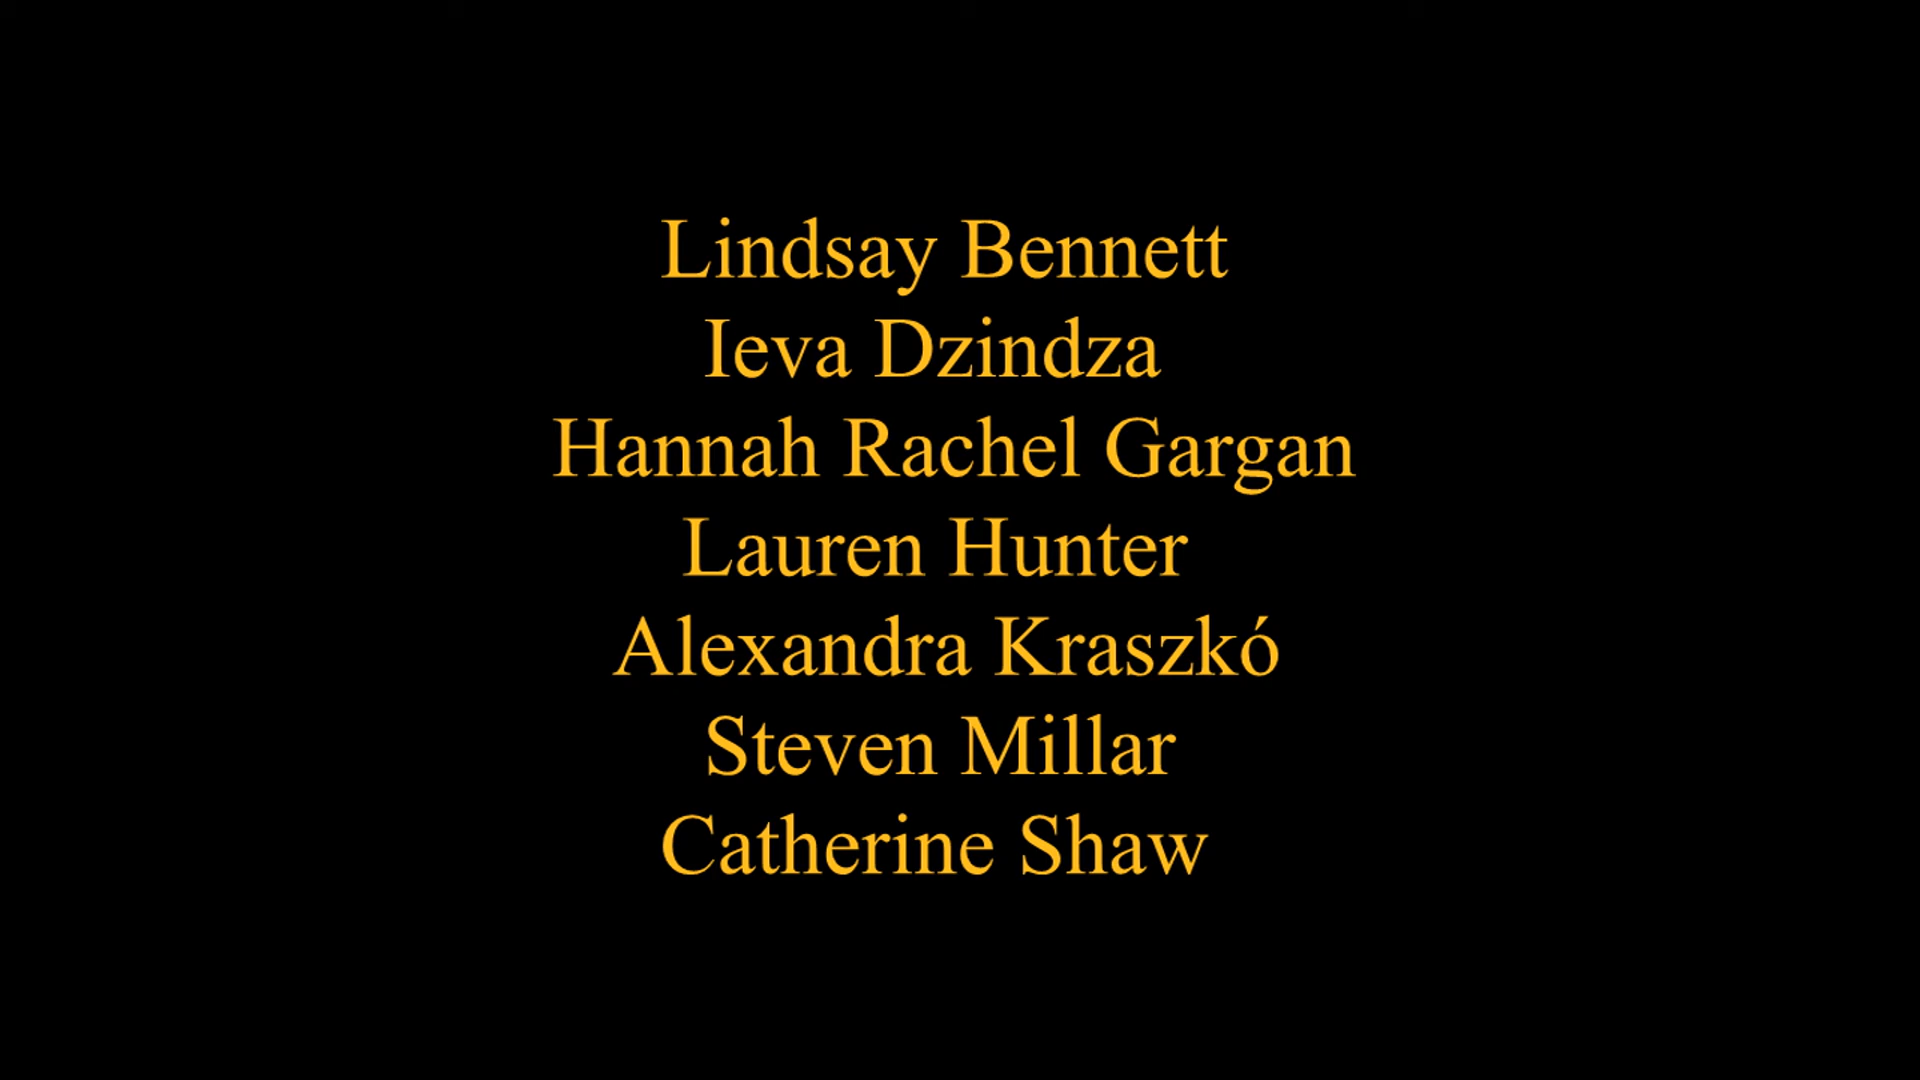 Lindsay Bennett
Ieva Dzindza
Hannah Rachel Gargan
Lauren Hunter
Alexandra Kraszkó
Steven Millar
Catherine Shaw